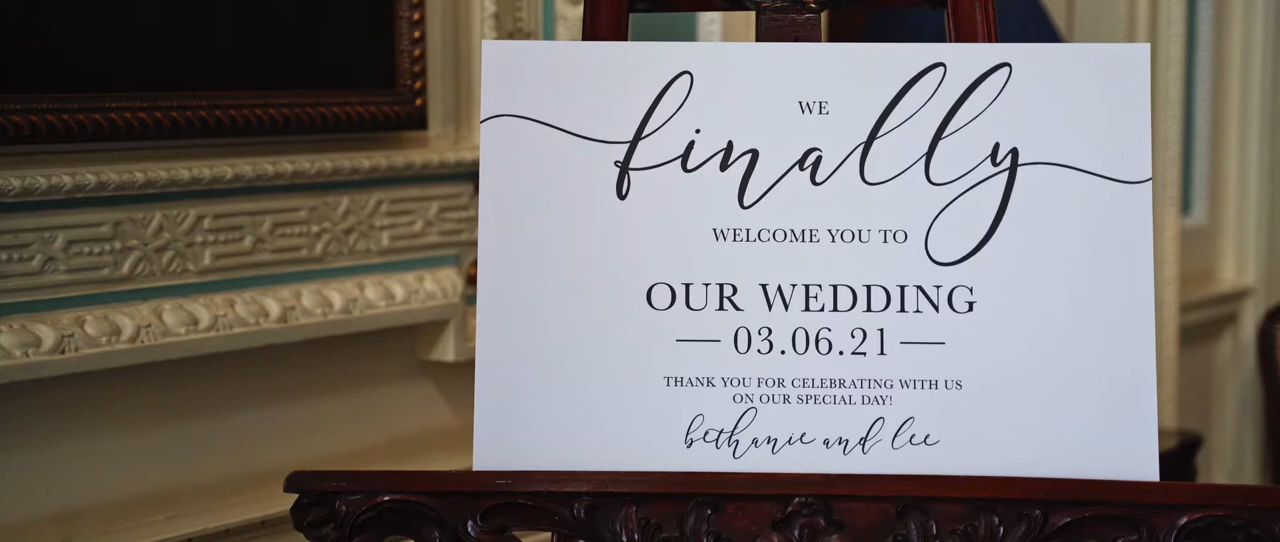 WE
finally
WELCOME YOU TO
OUR WEDDING
— 03.06.21 —
THANK YOU FOR CELEBRATING WITH US
ON OUR SPECIAL DAY!
bethanie and lee